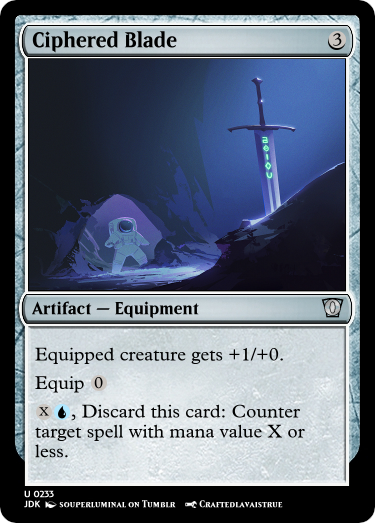 Ciphered Blade 3
Artifact — Equipment
Equipped creature gets +1/+0.
Equip 0
X, Discard this card: Counter
target spell with mana value X or
less.
U 0233
JDK SOUPERLUMINAL ON TUMBLR CRAFTEDLAVAISTRUE